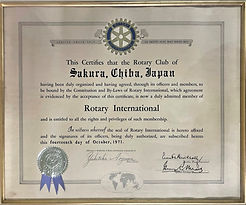 This Certifies that the Rotary Club of
Sakura, Chiba, Japan
having been duly organized and having agreed, through its officers and members, to
be bound by the Constitution and By-Laws of Rotary International, which agreement
is evidenced by the acceptance of this certificate, is now a duly admitted member of
Rotary International
and is entitled to all the rights and privileges of such membership.
In witness whereof the seal of Rotary International is hereto affixed
and the signatures of its officers, being duly authorized, are subscribed hereto
this fourteenth day of October, 1971.